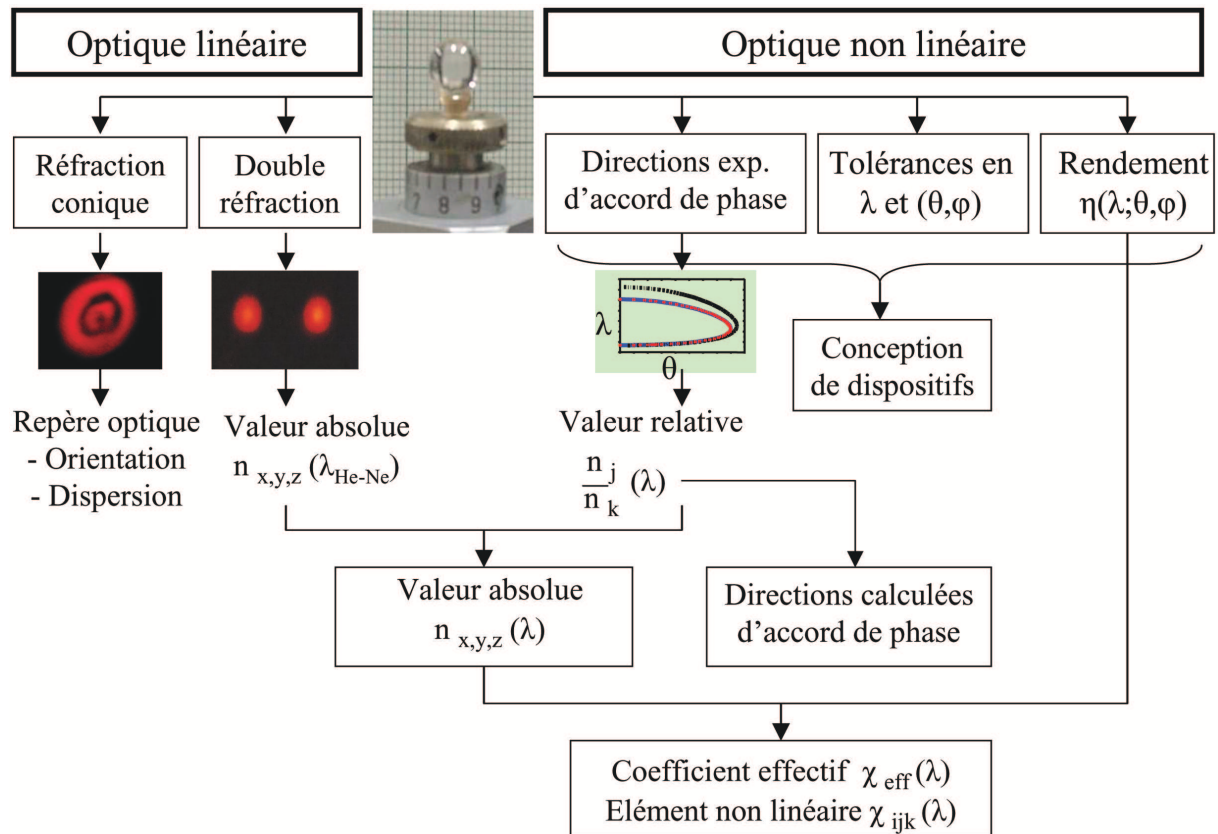 Optique linéaire
Optique non linéaire
Réfraction
conique
Double
réfraction
7 8 9
Directions exp.
d'accord de phase
Tolérances en
λ et (θ,φ)
Rendement
η(λ;θ,φ)
λ
θ
Conception
de dispositifs
Repère optique
- Orientation
- Dispersion
Valeur absolue
n x,y,z (λHe-Ne)
Valeur relative
n j
n k (λ)
Valeur absolue
n x,y,z (λ)
Directions calculées
d'accord de phase
Coefficient effectif χ eff (λ)
Elément non linéaire χ ijk (λ)